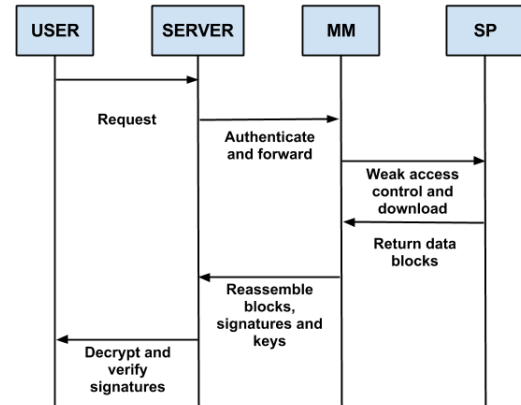 USER
SERVER
MM
SP
Request
Authenticate
and forward
Weak access
control and
download
Return data
blocks
Reassemble
blocks,
signatures and
keys
Decrypt and
verify
signatures